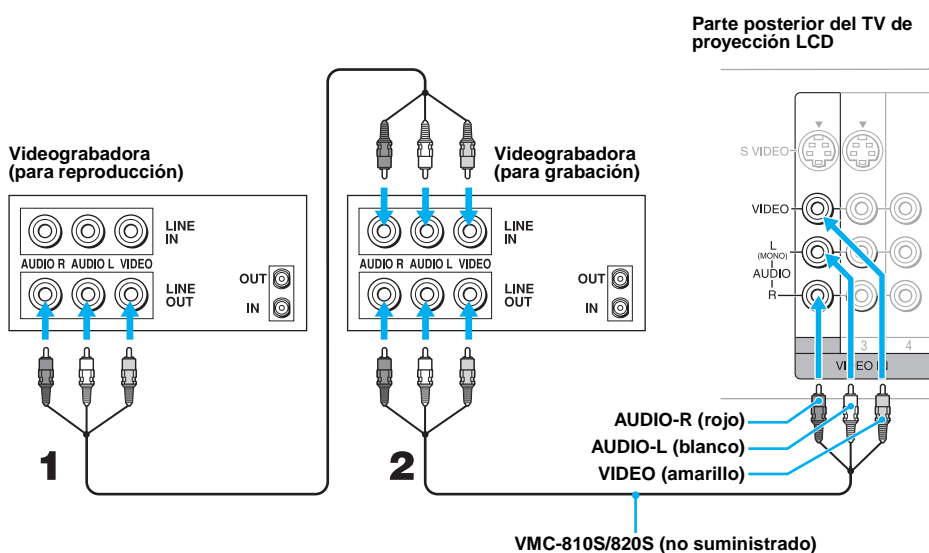 Parte posterior del TV de
proyección LCD
Videograbadora
(para reproducción)
Videograbadora
(para grabación)
LINE
IN
AUDIO R AUDIO L VIDEO
LINE
OUT
OUT
IN
LINE
IN
AUDIO R AUDIO L VIDEO
LINE
OUT
OUT
IN
S VIDEO
VIDEO
L
(MONO)
AUDIO
R
3 4
VIDEO IN
1
2
AUDIO-R (rojo)
AUDIO-L (blanco)
VIDEO (amarillo)
VMC-810S/820S (no suministrado)